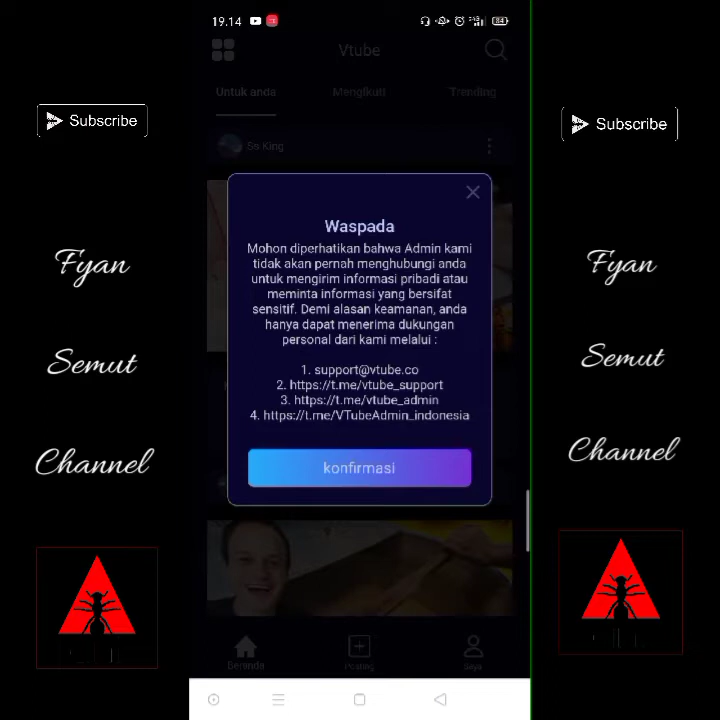 19.14
84
Vtube
Untuk anda
Mengikuti
Trending
So King
Waspada
Mohon diperhatikan bahwa Admin kami
tidak akan pernah menghubungi anda
untuk mengirim informasi pribadi atau
meminta informasi yang bersifat
sensitif. Demi alasan keamanan, anda
hanya dapat menerima dukungan
personal dari kami melalui :
1. support@vtube.co
2. https://t.me/vtube_support
3. https://t.me/vtube_admin
4. https://t.me/VTubeAdmin_indonesia
konfirmasi
Beranda
Posting
Saya
Subscribe
Fyan
Semut
Channel
Subscribe
Fyan
Semut
Channel